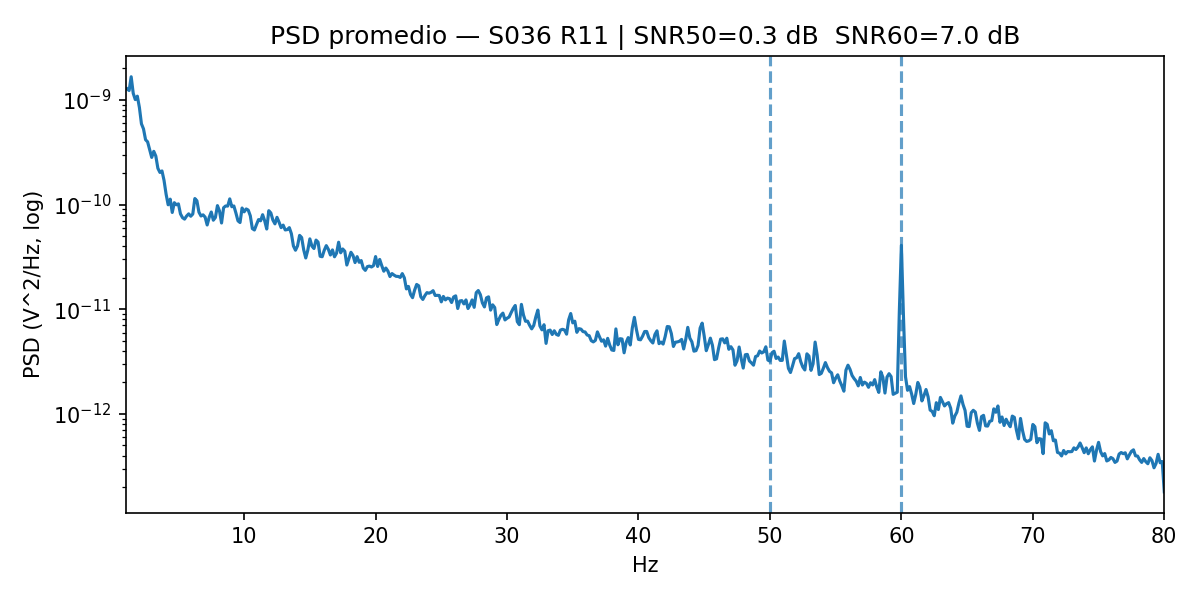 PSD promedio — S036 R11 | SNR50=0.3 dB  SNR60=7.0 dB
PSD (V^2/Hz, log)
10⁻⁹
10⁻¹⁰
10⁻¹¹
10⁻¹²
10 20 30 40 50 60 70 80
Hz